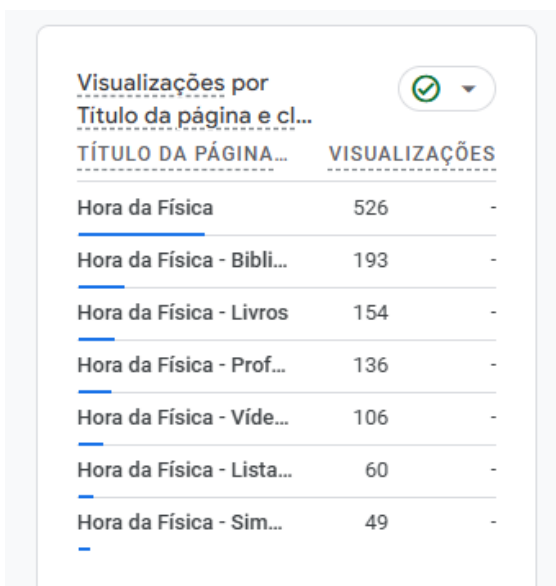 Visualizações por
Título da página e cl...
TÍTULO DA PÁGINA... VISUALIZAÇÕES
Hora da Física 526 -
Hora da Física - Bibli... 193 -
Hora da Física - Livros 154 -
Hora da Física - Prof... 136 -
Hora da Física - Víde... 106 -
Hora da Física - Lista... 60 -
Hora da Física - Sim... 49 -